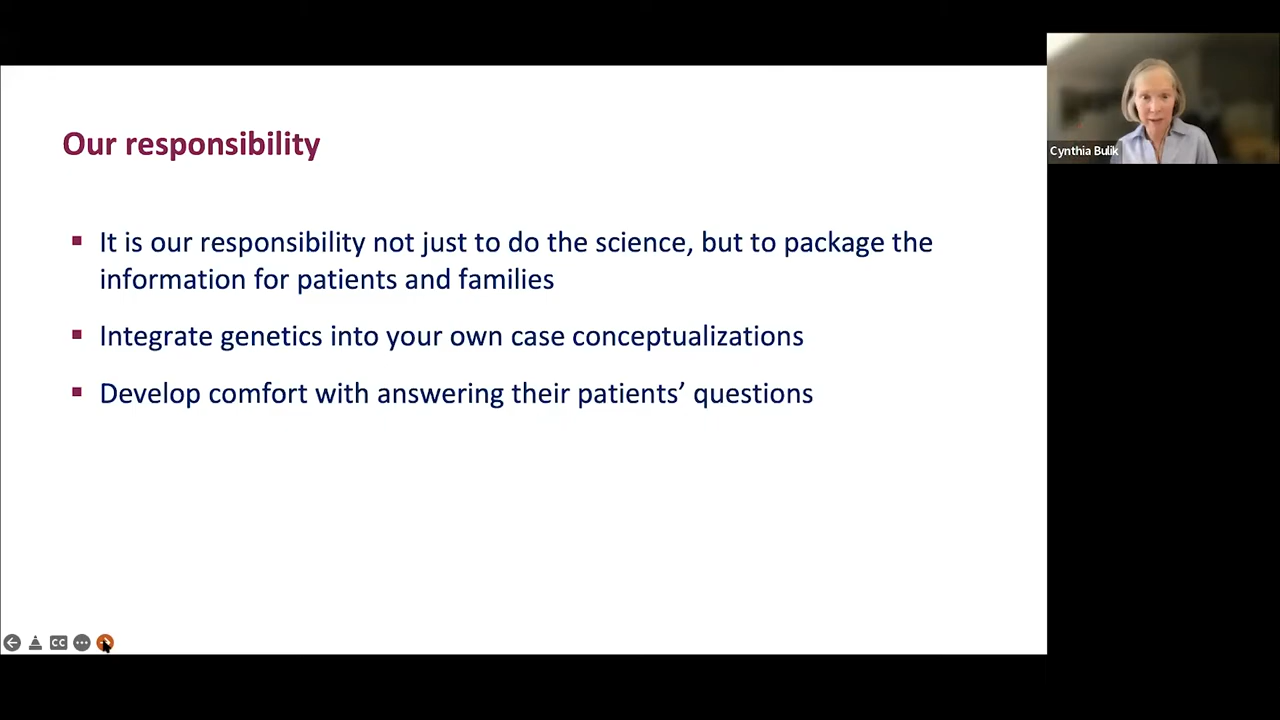 Our responsibility
It is our responsibility not just to do the science, but to package the
information for patients and families
Integrate genetics into your own case conceptualizations
Develop comfort with answering their patients’ questions
Cynthia Bulik
CC